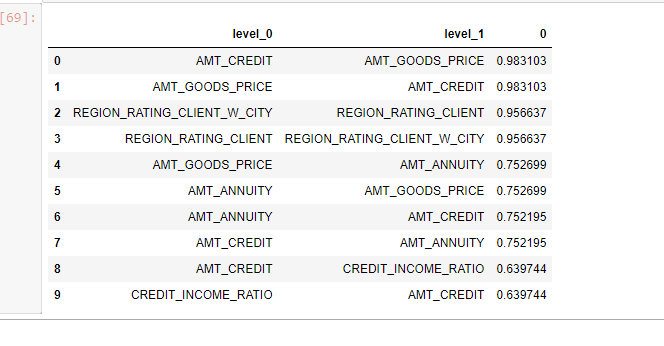 [69]:
level_0 level_1 0
0 AMT_CREDIT AMT_GOODS_PRICE 0.983103
1 AMT_GOODS_PRICE AMT_CREDIT 0.983103
2 REGION_RATING_CLIENT_W_CITY REGION_RATING_CLIENT 0.956637
3 REGION_RATING_CLIENT REGION_RATING_CLIENT_W_CITY 0.956637
4 AMT_GOODS_PRICE AMT_ANNUITY 0.752699
5 AMT_ANNUITY AMT_GOODS_PRICE 0.752699
6 AMT_ANNUITY AMT_CREDIT 0.752195
7 AMT_CREDIT AMT_ANNUITY 0.752195
8 AMT_CREDIT CREDIT_INCOME_RATIO 0.639744
9 CREDIT_INCOME_RATIO AMT_CREDIT 0.639744